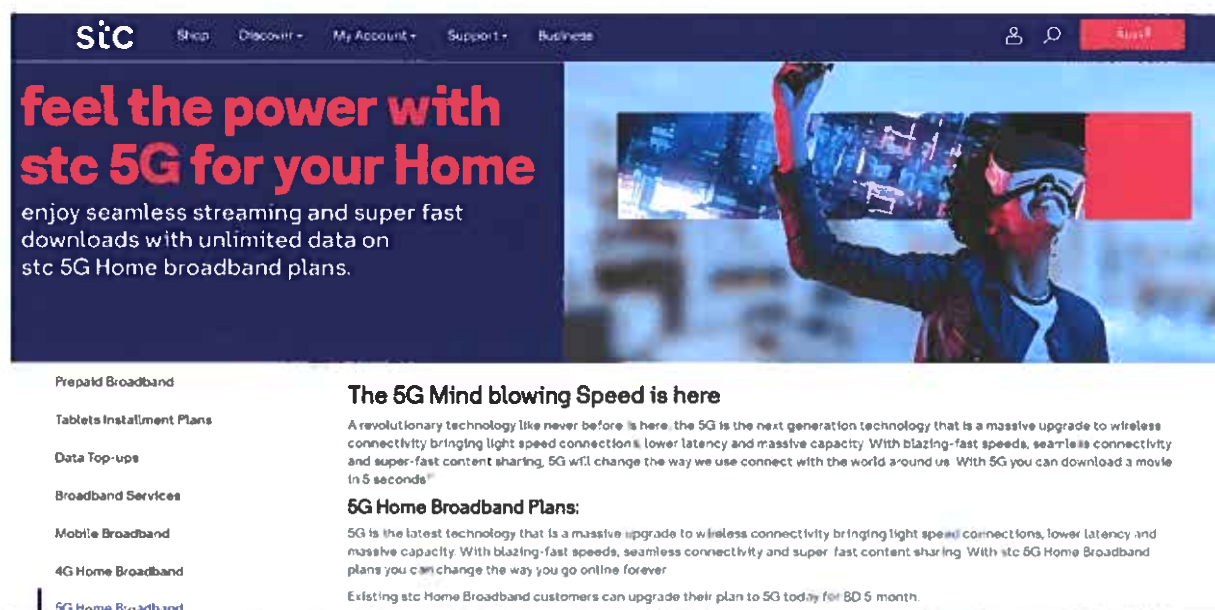 stc Shop Discover My Account Support Business العربية
feel the power with
stc 5G for your Home
enjoy seamless streaming and super fast
downloads with unlimited data on
stc 5G Home broadband plans.
Prepaid Broadband
Tablets Installment Plans
Data Top-ups
Broadband Services
Mobile Broadband
4G Home Broadband
5G Home Broadband
The 5G Mind blowing Speed is here
A revolutionary technology like never before is here, the 5G is the next generation technology that is a massive upgrade to wireless
connectivity bringing light speed connections, lower latency and massive capacity. With blazing-fast speeds, seamless connectivity
and super-fast content sharing, 5G will change the way we use connect with the world around us. With 5G you can download a movie
in 5 seconds"
5G Home Broadband Plans:
5G is the latest technology that is a massive upgrade to wireless connectivity bringing light speed connections, lower latency and
massive capacity. With blazing-fast speeds, seamless connectivity and super fast content sharing. With stc 5G Home Broadband
plans you can change the way you go online forever
Existing stc Home Broadband customers can upgrade their plan to 5G today for BD 5 month.